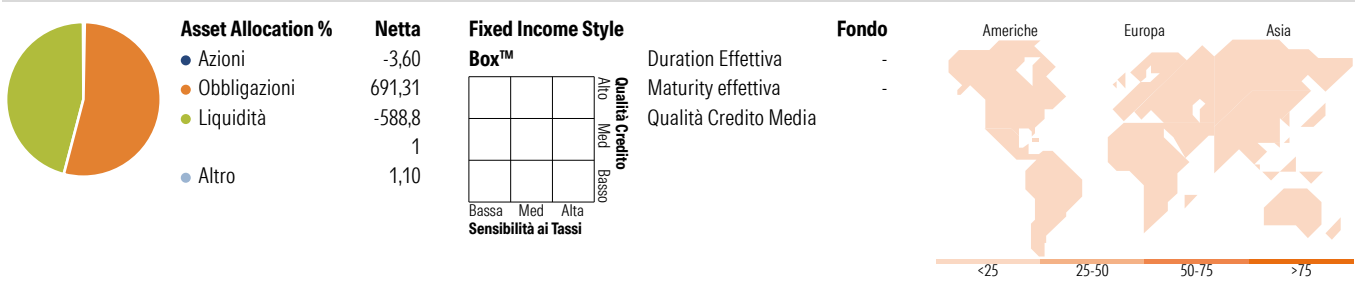 Asset Allocation % Netta
Azioni -3,60
Obbligazioni 691,31
Liquidità -588,8
1
Altro 1,10
Fixed Income Style
Box™
Alto Med Basso
Qualità Credito
Bassa Med Alta
Sensibilità ai Tassi
Fondo
Duration Effettiva -
Maturity effettiva -
Qualità Credito Media
Americhe Europa Asia
<25 25-50 50-75 >75